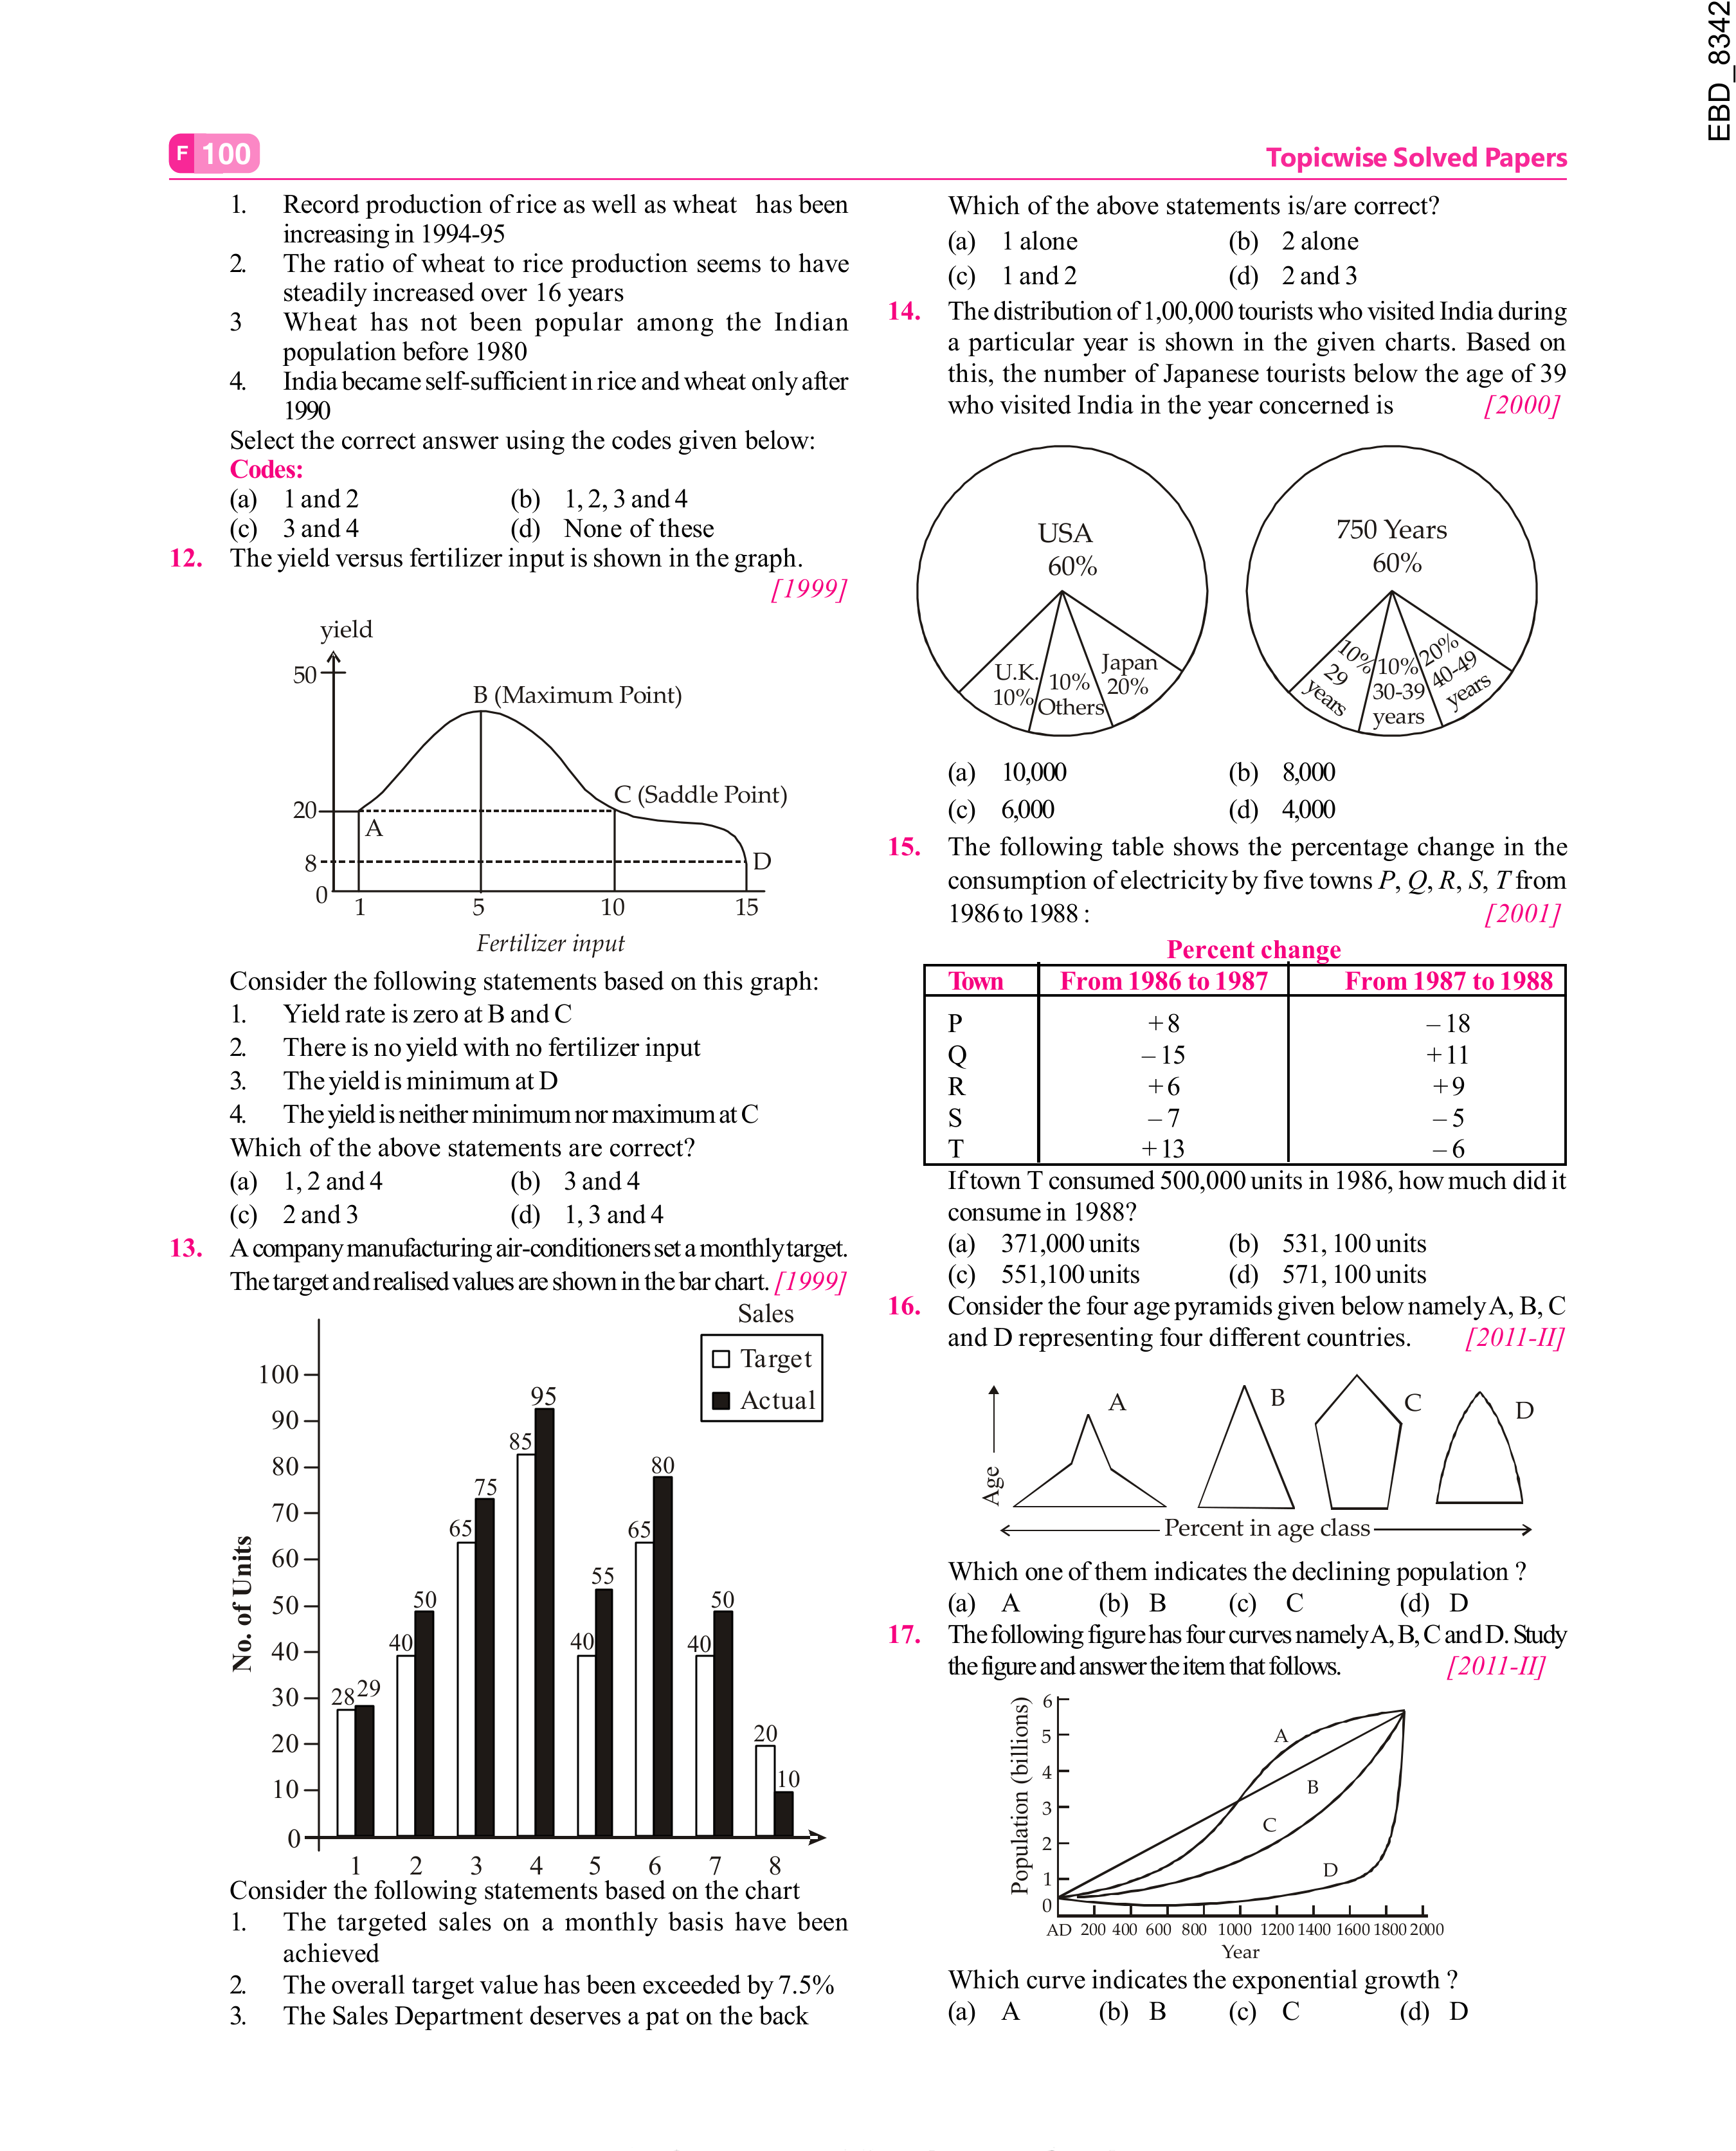 EBD_8342
F 100
Topicwise Solved Papers
1. Record production of rice as well as wheat has been
increasing in 1994-95
2. The ratio of wheat to rice production seems to have
steadily increased over 16 years
3 Wheat has not been popular among the Indian
population before 1980
4. India became self-sufficient in rice and wheat only after
1990
Select the correct answer using the codes given below:
Codes:
(a) 1 and 2 (b) 1, 2, 3 and 4
(c) 3 and 4 (d) None of these
12. The yield versus fertilizer input is shown in the graph.
[1999]
yield
50
B (Maximum Point)
C (Saddle Point)
20
A
8
D
0
1 5 10 15
Fertilizer input
Consider the following statements based on this graph:
1. Yield rate is zero at B and C
2. There is no yield with no fertilizer input
3. The yield is minimum at D
4. The yield is neither minimum nor maximum at C
Which of the above statements are correct?
(a) 1, 2 and 4 (b) 3 and 4
(c) 2 and 3 (d) 1, 3 and 4
13. A company manufacturing air-conditioners set a monthly target.
The target and realised values are shown in the bar chart. [1999]
Sales
Target
Actual
No. of Units
100
90
80
70
60
50
40
30
20
10
0
28 29
40 50
65 75
85 95
40 55
65 80
40 50
20 10
1 2 3 4 5 6 7 8
Consider the following statements based on the chart
1. The targeted sales on a monthly basis have been
achieved
2. The overall target value has been exceeded by 7.5%
3. The Sales Department deserves a pat on the back
Which of the above statements is/are correct?
(a) 1 alone (b) 2 alone
(c) 1 and 2 (d) 2 and 3
14. The distribution of 1,00,000 tourists who visited India during
a particular year is shown in the given charts. Based on
this, the number of Japanese tourists below the age of 39
who visited India in the year concerned is [2000]
USA
60%
U.K.
10%
10%
Others
Japan
20%
750 Years
60%
10%
29
years
10%
30-39
years
20%
40-49
years
(a) 10,000 (b) 8,000
(c) 6,000 (d) 4,000
15. The following table shows the percentage change in the
consumption of electricity by five towns P, Q, R, S, T from
1986 to 1988 : [2001]
Percent change
Town From 1986 to 1987 From 1987 to 1988
P +8 – 18
Q – 15 +11
R +6 +9
S – 7 – 5
T +13 – 6
If town T consumed 500,000 units in 1986, how much did it
consume in 1988?
(a) 371,000 units (b) 531, 100 units
(c) 551,100 units (d) 571, 100 units
16. Consider the four age pyramids given below namely A, B, C
and D representing four different countries. [2011-II]
Age
A
B
C
D
Percent in age class
Which one of them indicates the declining population ?
(a) A (b) B (c) C (d) D
17. The following figure has four curves namely A, B, C and D. Study
the figure and answer the item that follows. [2011-II]
Population (billions)
6
5
4
3
2
1
0
A
B
C
D
AD 200 400 600 800 1000 1200 1400 1600 1800 2000
Year
Which curve indicates the exponential growth ?
(a) A (b) B (c) C (d) D